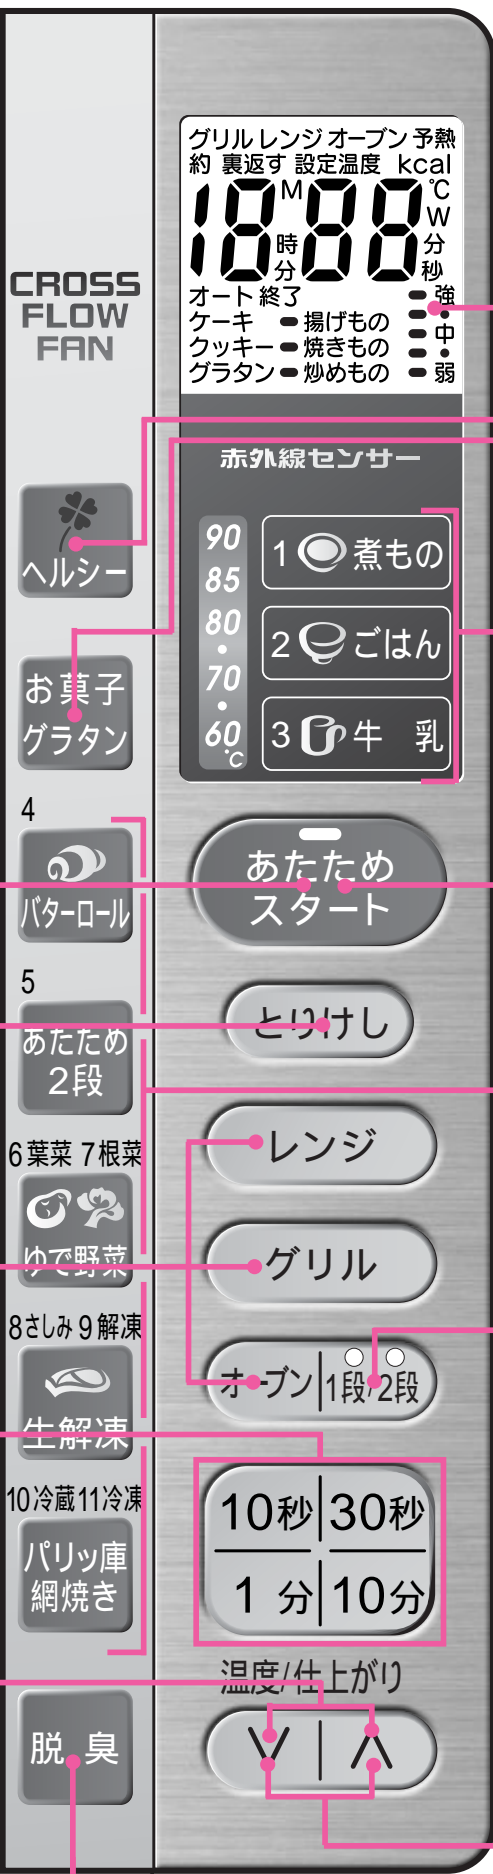 グリル レンジ オーブン 予熱
約 裏返す 設定温度 kcal
18 M 88 ℃
W
時
分
分
秒
オート 終了
強
ケーキ 揚げもの
中
クッキー 焼きもの
グラタン 炒めもの 弱
CROSS
FLOW
FAN
赤外線センサー
90
85
80
・
70
・
60
℃
1 煮もの
2 ごはん
3 牛 乳
ヘルシー
お菓子
グラタン
4
バターロール
5
あたため
2段
6葉菜 7根菜
ゆで野菜
8さしみ 9解凍
生解凍
10冷蔵 11冷凍
パリッ庫
網焼き
脱 臭
あたため
スタート
とりけし
レンジ
グリル
オーブン 1段/2段
10秒 30秒
1分 10分
温度/仕上がり
∨ ∧